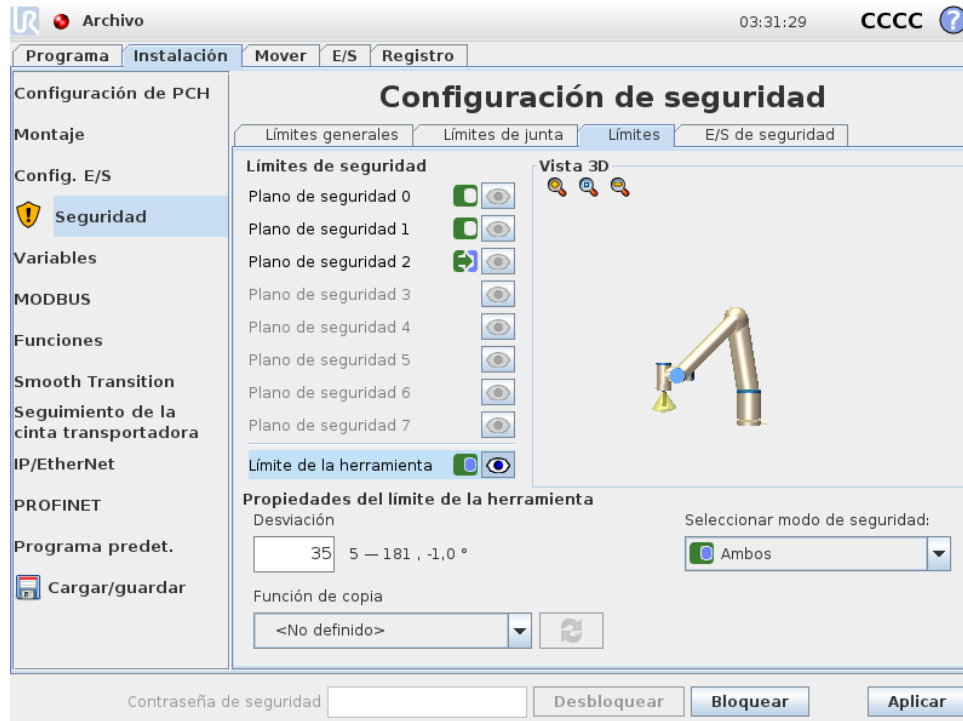 UR Archivo 03:31:29 CCCC ?
Programa Instalación Mover E/S Registro
Configuración de PCH
Montaje
Config. E/S
Seguridad
Variables
MODBUS
Funciones
Smooth Transition
Seguimiento de la
cinta transportadora
IP/EtherNet
PROFINET
Programa predet.
Cargar/guardar
Configuración de seguridad
Límites generales Límites de junta Límites E/S de seguridad
Límites de seguridad
Plano de seguridad 0
Plano de seguridad 1
Plano de seguridad 2
Plano de seguridad 3
Plano de seguridad 4
Plano de seguridad 5
Plano de seguridad 6
Plano de seguridad 7
Límite de la herramienta
Vista 3D
Propiedades del límite de la herramienta
Desviación
35 5 — 181 , -1,0 °
Seleccionar modo de seguridad:
Ambos
Función de copia
<No definido>
Contraseña de seguridad Desbloquear Bloquear Aplicar